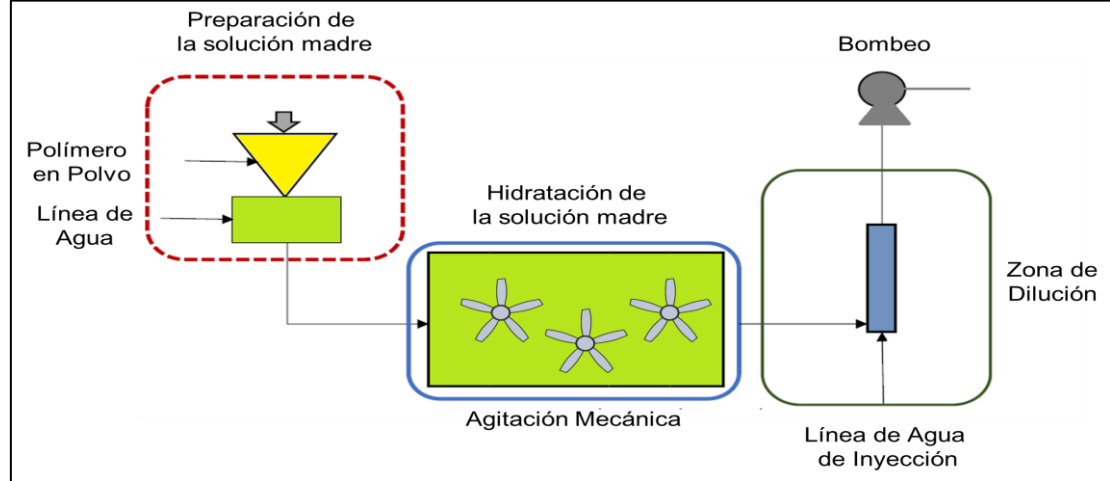 Preparación de
la solución madre
Bombeo
Polímero
en Polvo
Línea de
Agua
Hidratación de
la solución madre
Zona de
Dilución
Agitación Mecánica
Línea de Agua
de Inyección